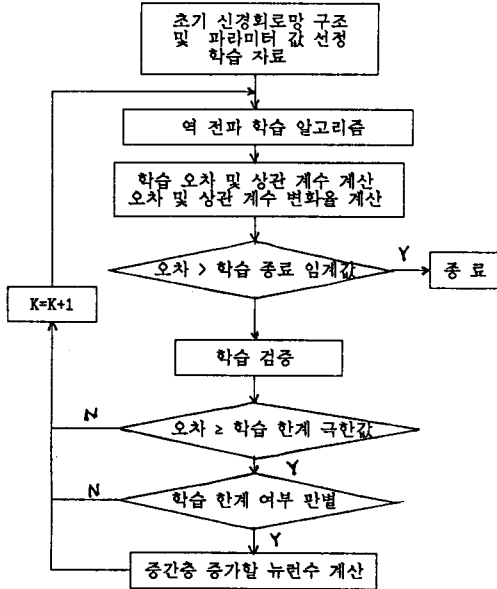 초기 신경회로망 구조
및 파라미터 값 선정
학습 자료
역 전파 학습 알고리즘
학습 오차 및 상관 계수 계산
오차 및 상관 계수 변화율 계산
오차 > 학습 종료 임계값
Y
종 료
K=K+1
학습 검증
N
오차 ≥ 학습 한계 극한값
Y
N
학습 한계 여부 판별
Y
중간층 증가할 뉴런수 계산